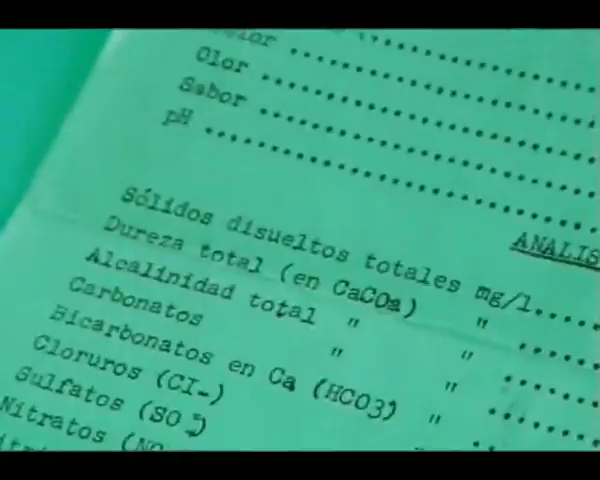 Olor ..........................
Sabor ..........................
pH ..........................
ANALIS
Sólidos disueltos totales mg/l.....
Dureza total (en CaCOa) " .....
Alcalinidad total " " .....
Carbonatos " " .....
Bicarbonatos en Ca (HCO3) " .....
Cloruros (CI-)
Sulfatos (SO
Nitratos (NO